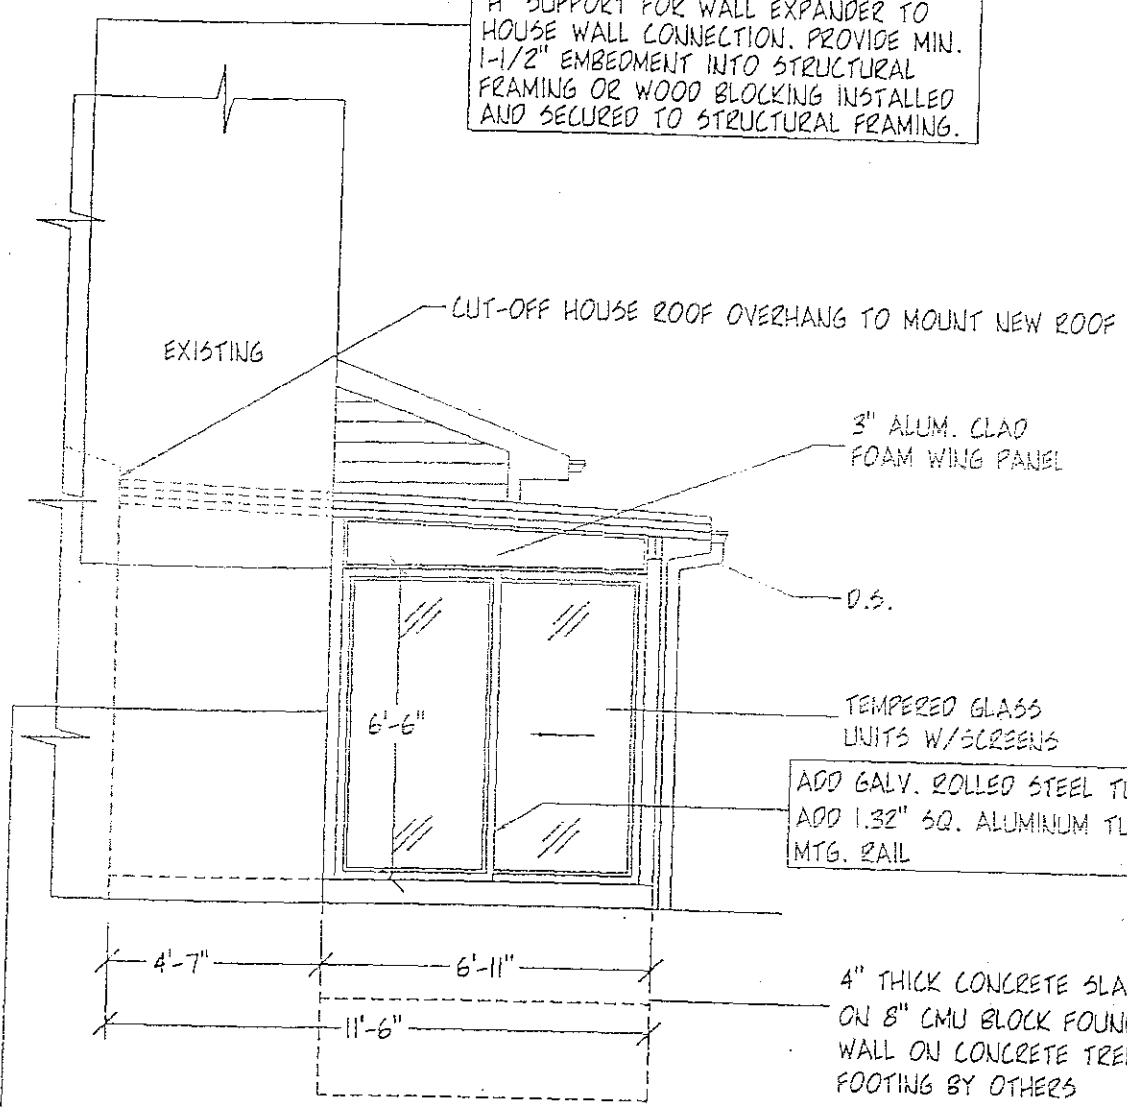 "H" SUPPORT FOR WALL EXPANDER TO
HOUSE WALL CONNECTION. PROVIDE MIN.
1-1/2" EMBEDMENT INTO STRUCTURAL
FRAMING OR WOOD BLOCKING INSTALLED
AND SECURED TO STRUCTURAL FRAMING.
CUT-OFF HOUSE ROOF OVERHANG TO MOUNT NEW ROOF
EXISTING
3" ALUM. CLAD
FOAM WING PANEL
D.S.
6'-6"
TEMPERED GLASS
UNITS W/SCREENS
ADD GALV. ROLLED STEEL
ADD 1.32" SQ. ALUMINUM
MTG. RAIL
4'-7"
6'-11"
11'-6"
4" THICK CONCRETE SLA
ON 8" CMU BLOCK FOUN
WALL ON CONCRETE TRE
FOOTING BY OTHERS